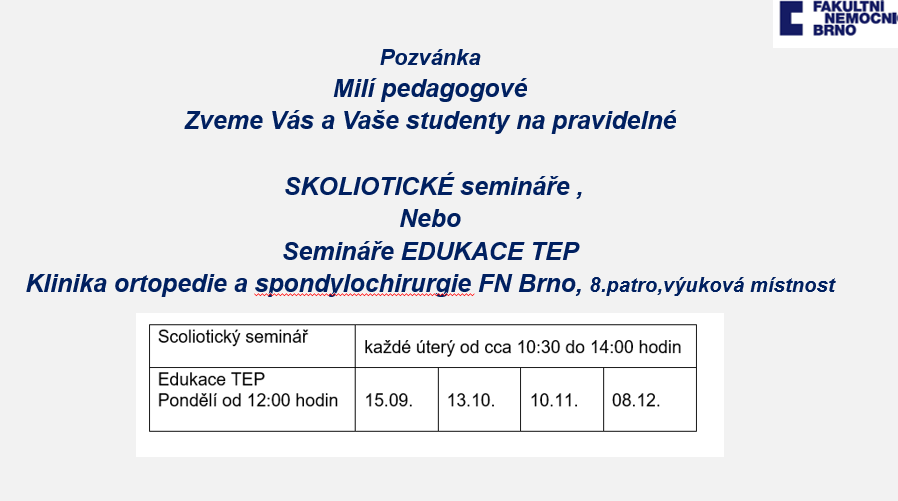 FAKULTNÍ
NEMOCNI
BRNO
Pozvánka
Milí pedagogové
Zveme Vás a Vaše studenty na pravidelné
SKOLIOTICKÉ semináře ,
Nebo
Semináře EDUKACE TEP
Klinika ortopedie a spondylochirurgie FN Brno, 8.patro,výuková místnost
Scoliotický seminář
každé úterý od cca 10:30 do 14:00 hodin
Edukace TEP
Pondělí od 12:00 hodin 15.09. 13.10. 10.11. 08.12.